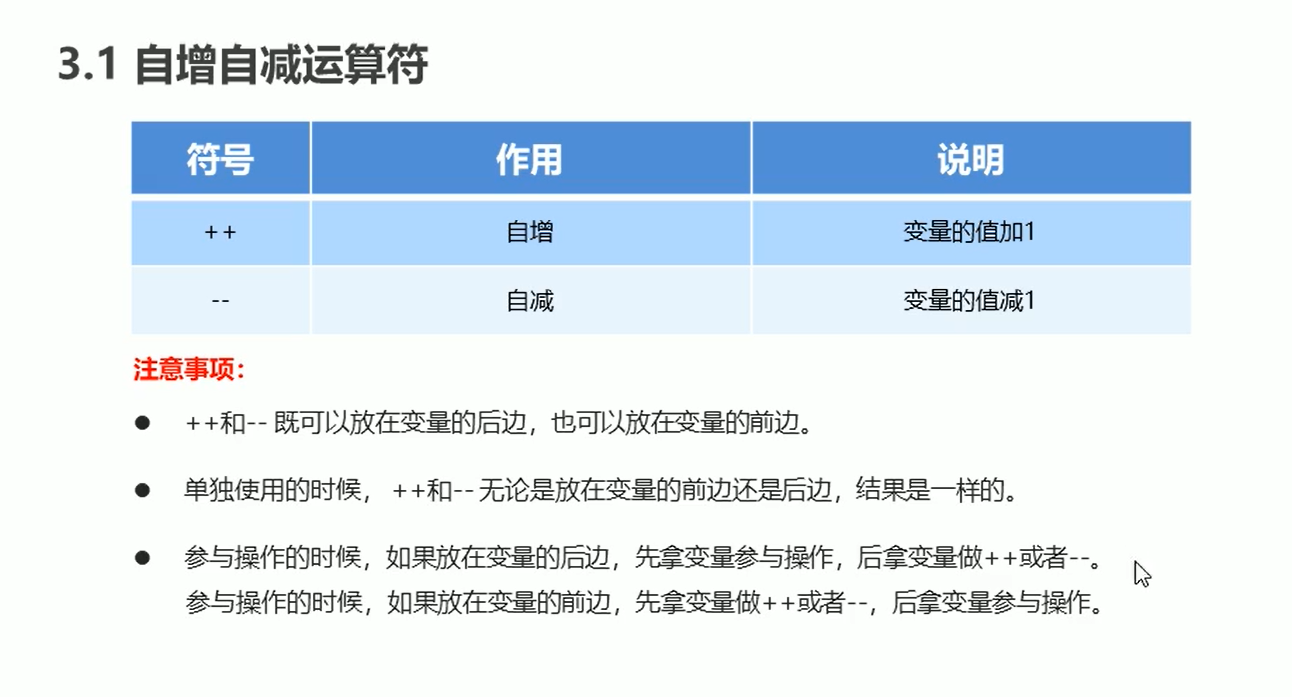 3.1 自增自减运算符
符号 作用 说明
++ 自增 变量的值加1
-- 自减 变量的值减1
注意事项：
● ++和-- 既可以放在变量的后边，也可以放在变量的前边。
● 单独使用的时候， ++和-- 无论是放在变量的前边还是后边，结果是一样的。
● 参与操作的时候，如果放在变量的后边，先拿变量参与操作，后拿变量做++或者--。
参与操作的时候，如果放在变量的前边，先拿变量做++或者--，后拿变量参与操作。